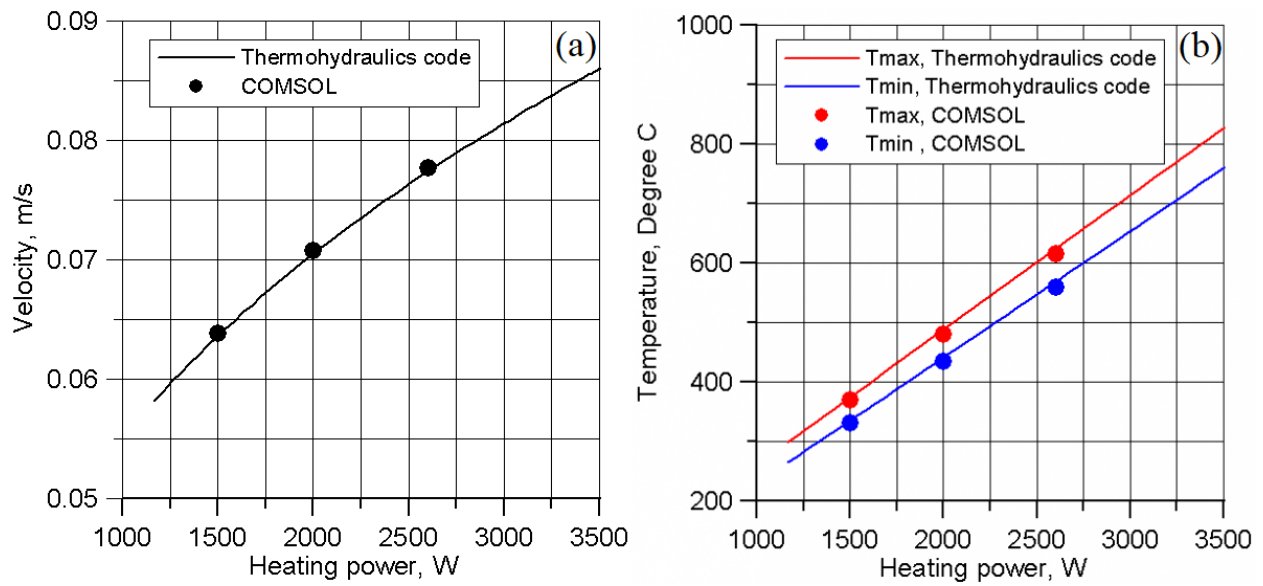 (a)
Thermohydraulics code
COMSOL
Velocity, m/s
0.09
0.08
0.07
0.06
0.05
1000 1500 2000 2500 3000 3500
Heating power, W
(b)
Tmax, Thermohydraulics code
Tmin, Thermohydraulics code
Tmax, COMSOL
Tmin , COMSOL
Temperature, Degree C
1000
800
600
400
200
1000 1500 2000 2500 3000 3500
Heating power, W